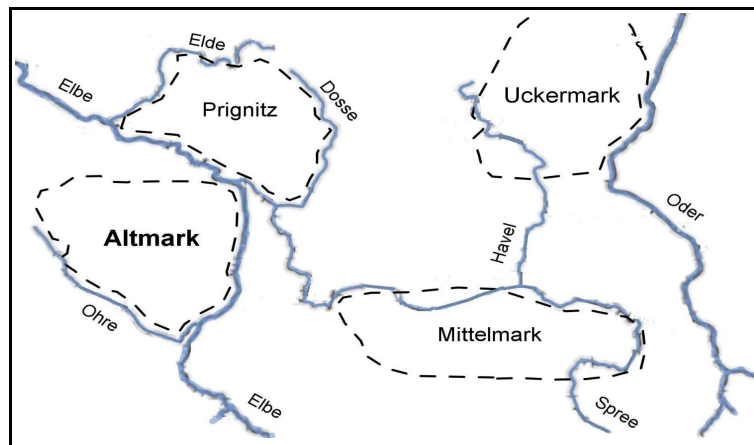 Elde
Elbe
Prignitz
Dosse
Uckermark
Altmark
Havel
Oder
Ohre
Mittelmark
Elbe
Spree